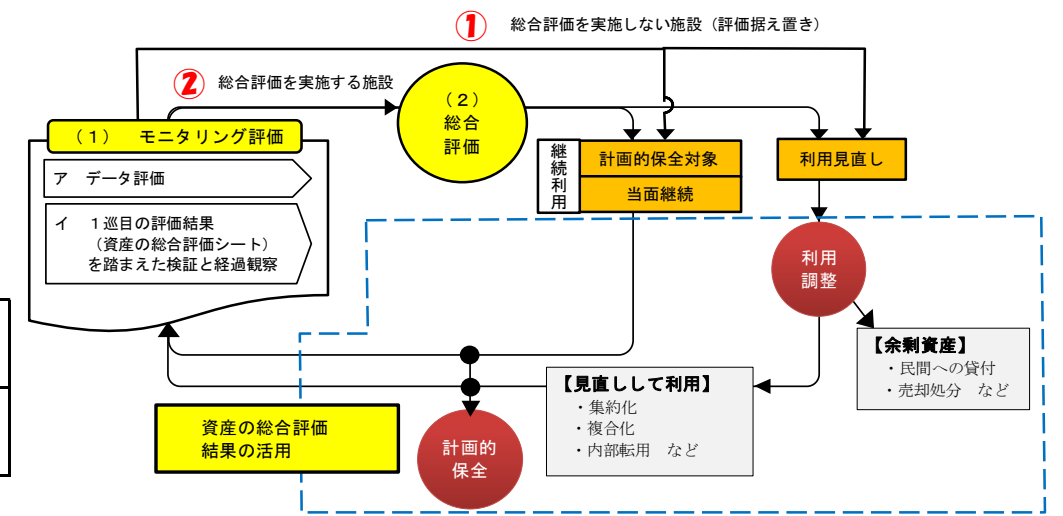 ① 総合評価を実施しない施設（評価据え置き）
② 総合評価を実施する施設
（２）
総合
評価
（１）　モニタリング評価
ア　データ評価
イ　１巡目の評価結果
（資産の総合評価シート）
を踏まえた検証と経過観察
継続利用
計画的保全対象
当面継続
利用見直し
利用
調整
【余剰資産】
・民間への貸付
・売却処分　など
【見直しして利用】
・集約化
・複合化
・内部転用　など
資産の総合評価
結果の活用
計画的
保全